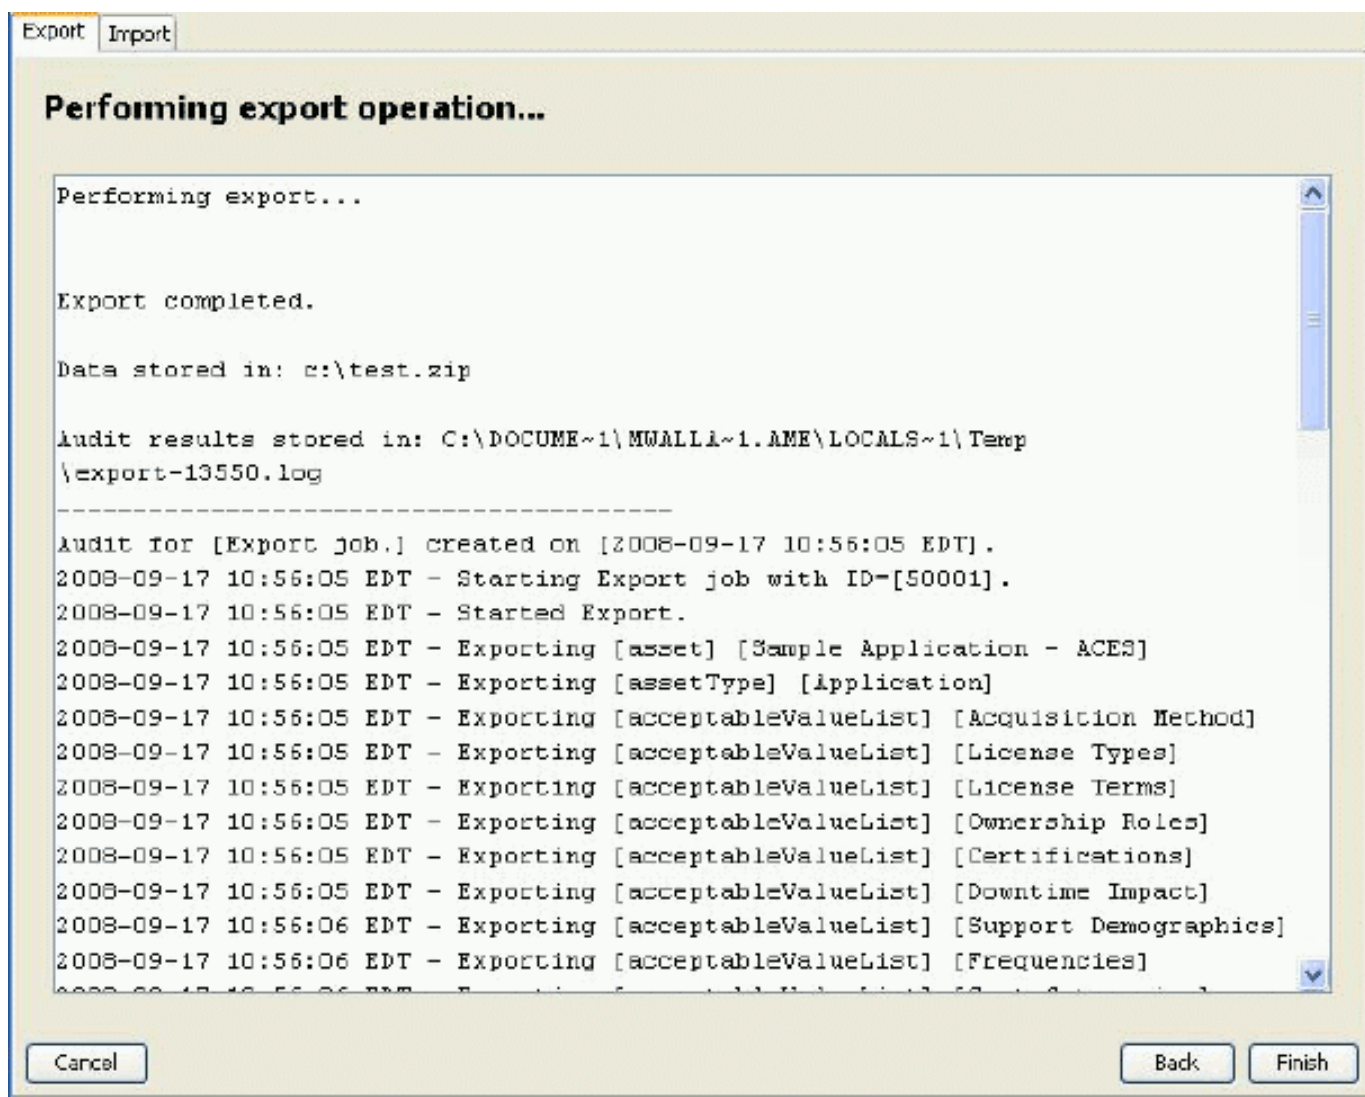 Export Import
Performing export operation...
Performing export...
Export completed.
Data stored in: c:\test.zip
Audit results stored in: C:\DOCUME~1\MWALLA~1.AME\LOCALS~1\Temp
\export-13550.log
----------------------------------------
Audit for [Export job.] created on [2008-09-17 10:56:05 EDT].
2008-09-17 10:56:05 EDT - Starting Export job with ID=[50001].
2008-09-17 10:56:05 EDT - Started Export.
2008-09-17 10:56:05 EDT - Exporting [asset] [Sample Application - ACES]
2008-09-17 10:56:05 EDT - Exporting [assetType] [Application]
2008-09-17 10:56:05 EDT - Exporting [acceptableValueList] [Acquisition Method]
2008-09-17 10:56:05 EDT - Exporting [acceptableValueList] [License Types]
2008-09-17 10:56:05 EDT - Exporting [acceptableValueList] [License Terms]
2008-09-17 10:56:05 EDT - Exporting [acceptableValueList] [Ownership Roles]
2008-09-17 10:56:05 EDT - Exporting [acceptableValueList] [Certifications]
2008-09-17 10:56:05 EDT - Exporting [acceptableValueList] [Downtime Impact]
2008-09-17 10:56:06 EDT - Exporting [acceptableValueList] [Support Demographics]
2008-09-17 10:56:06 EDT - Exporting [acceptableValueList] [Frequencies]
Cancel Back Finish